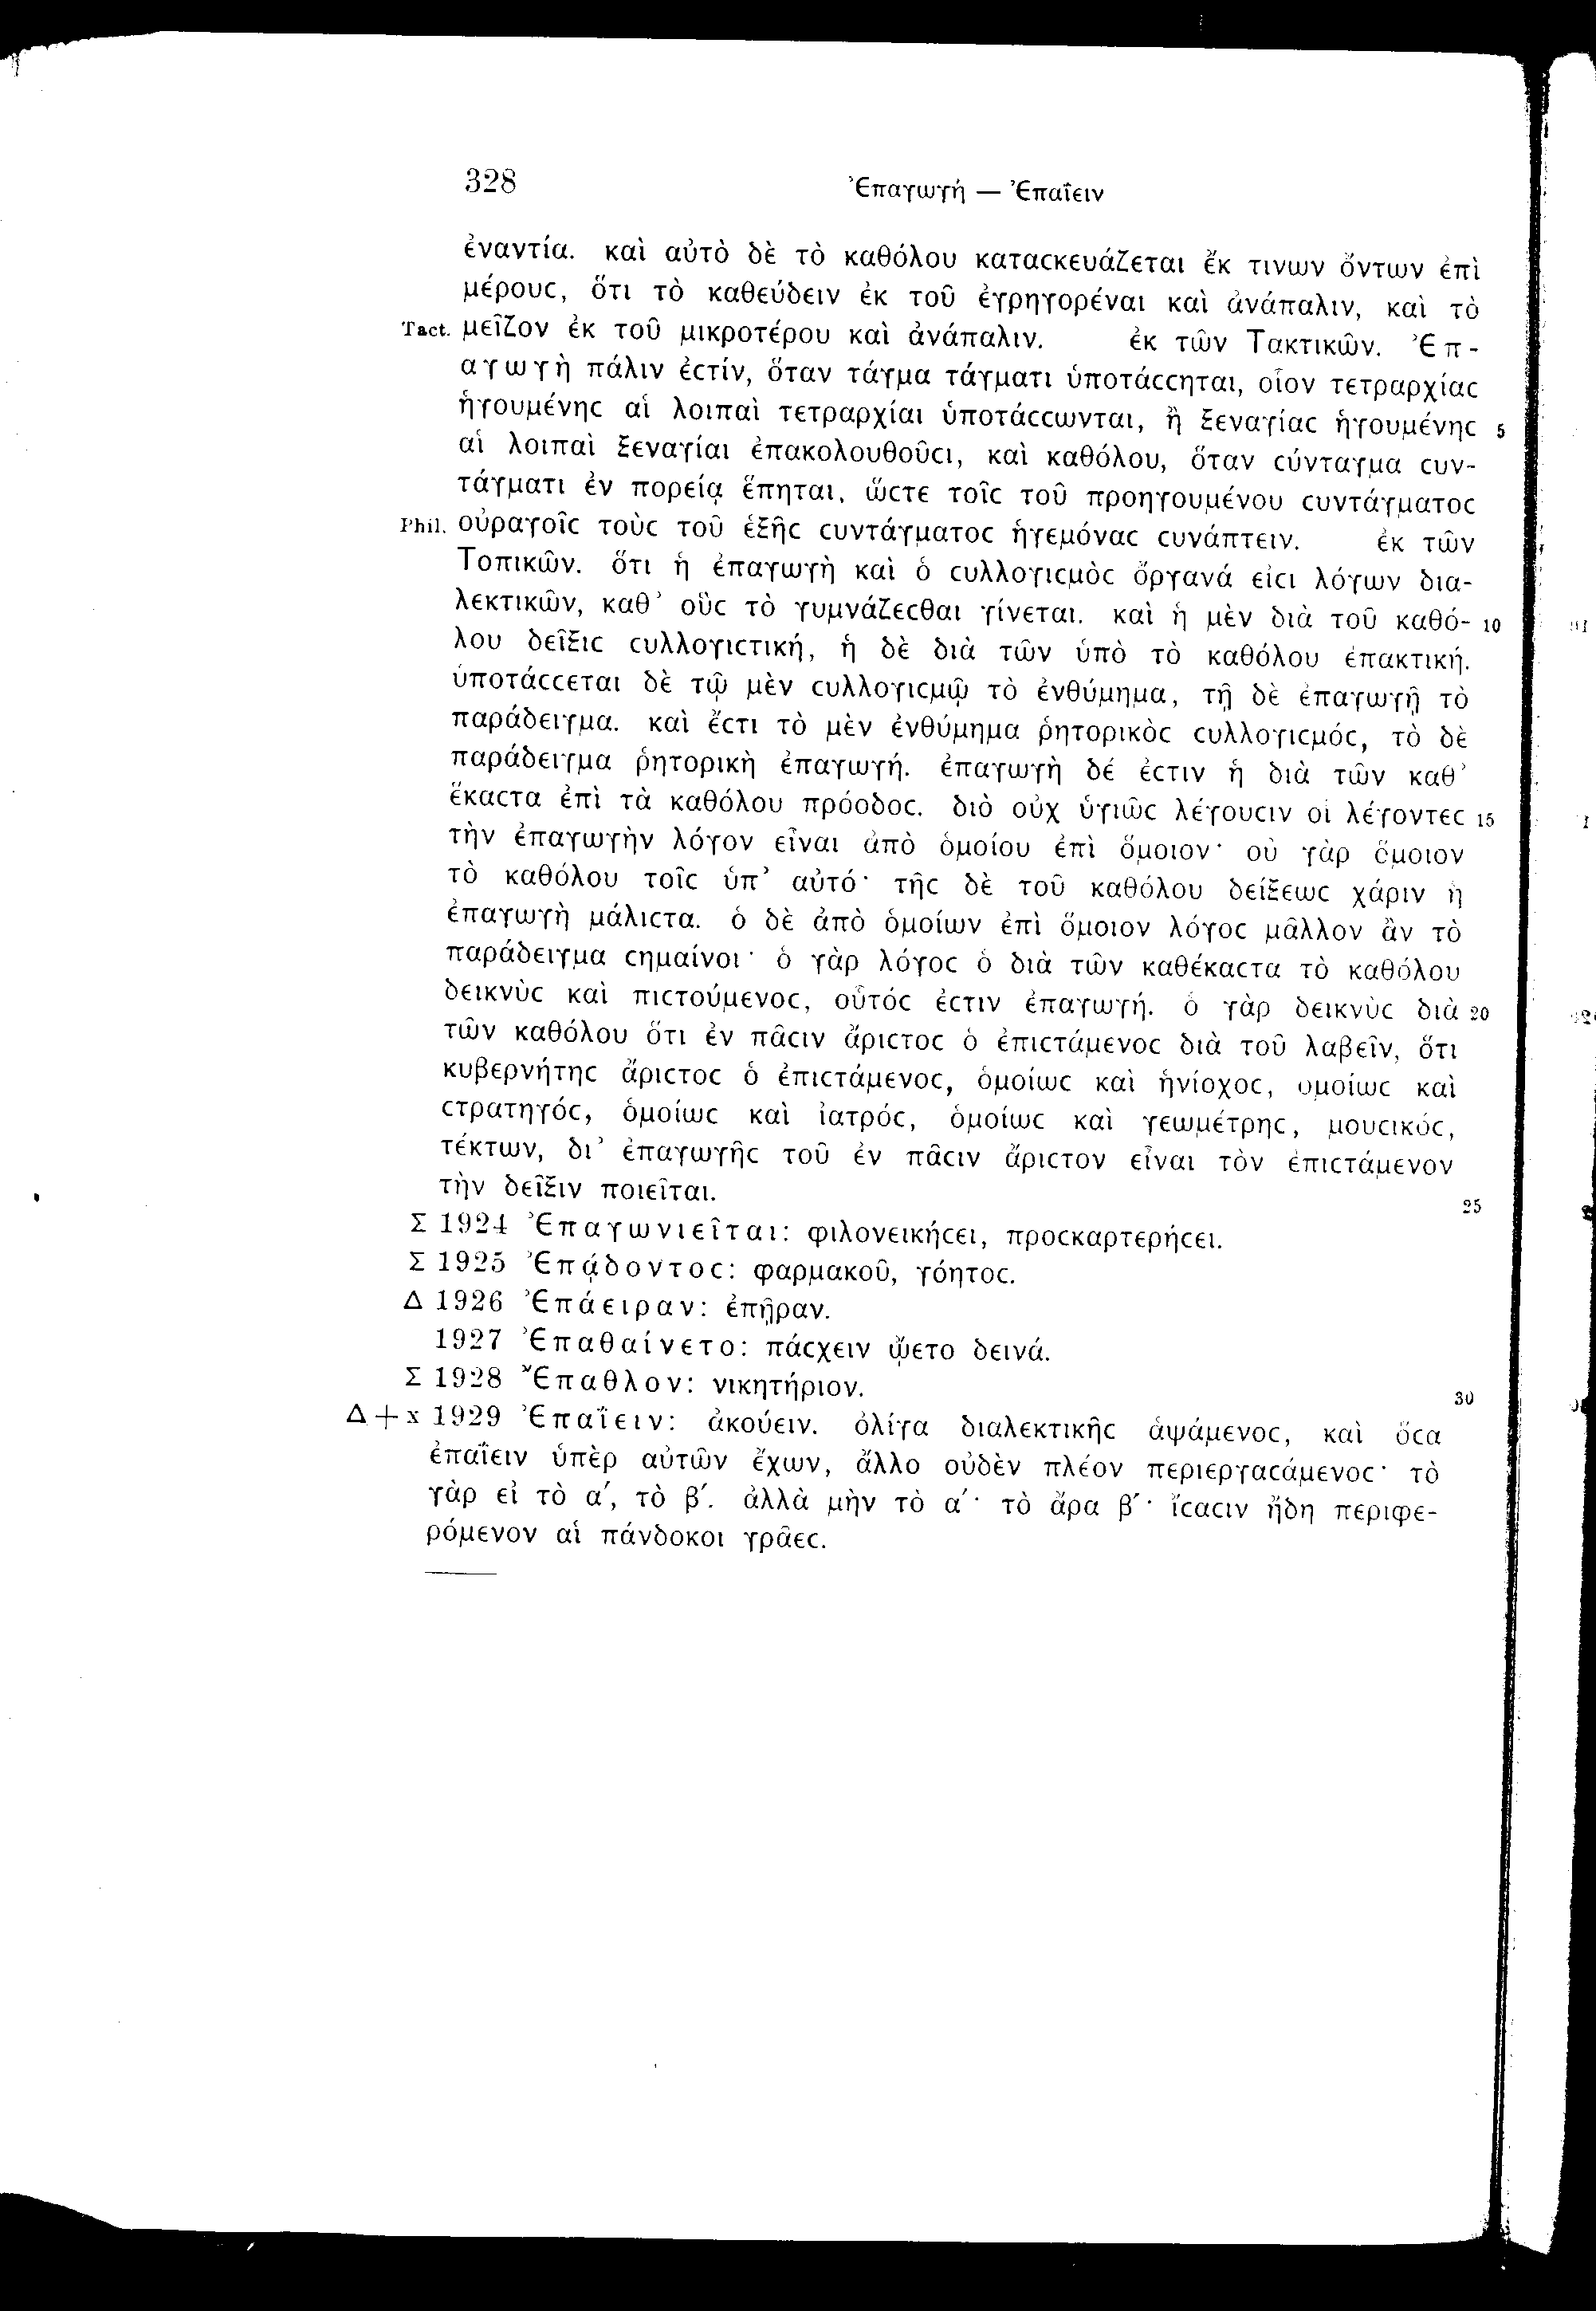 328 Ἐπαγωγή — Ἐπαΐειν
ἐναντία. καὶ αὐτὸ δὲ τὸ καθόλου καταϲκευάζεται ἔκ τινων ὄντων ἐπὶ
μέρουϲ, ὅτι τὸ καθεύδειν ἐκ τοῦ ἐγρηγορέναι καὶ ἀνάπαλιν, καὶ τὸ
Tact. μεῖζον ἐκ τοῦ μικροτέρου καὶ ἀνάπαλιν. ἐκ τῶν Τακτικῶν. Ἐπ-
αγωγὴ πάλιν ἐϲτίν, ὅταν τάγμα τάγματι ὑποτάϲϲηται, οἷον τετραρχίαϲ
ἡγουμένηϲ αἱ λοιπαὶ τετραρχίαι ὑποτάϲϲωνται, ἢ ξεναγίαϲ ἡγουμένηϲ 5
αἱ λοιπαὶ ξεναγίαι ἐπακολουθοῦϲι, καὶ καθόλου, ὅταν ϲύνταγμα ϲυν-
τάγματι ἐν πορείᾳ ἕπηται, ὥϲτε τοῖϲ τοῦ προηγουμένου ϲυντάγματοϲ
Phil. οὐραγοῖϲ τοὺϲ τοῦ ἑξῆϲ ϲυντάγματοϲ ἡγεμόναϲ ϲυνάπτειν. ἐκ τῶν
Τοπικῶν. ὅτι ἡ ἐπαγωγὴ καὶ ὁ ϲυλλογιϲμὸϲ ὄργανά εἰϲι λόγων δια-
λεκτικῶν, καθ’ οὓϲ τὸ γυμνάζεϲθαι γίνεται. καὶ ἡ μὲν διὰ τοῦ καθό- 10
λου δεῖξιϲ ϲυλλογιϲτική, ἡ δὲ διὰ τῶν ὑπὸ τὸ καθόλου ἐπακτική.
ὑποτάϲϲεται δὲ τῷ μὲν ϲυλλογιϲμῷ τὸ ἐνθύμημα, τῇ δὲ ἐπαγωγῇ τὸ
παράδειγμα. καὶ ἔϲτι τὸ μὲν ἐνθύμημα ῥητορικὸϲ ϲυλλογιϲμόϲ, τὸ δὲ
παράδειγμα ῥητορικὴ ἐπαγωγή. ἐπαγωγὴ δέ ἐϲτιν ἡ διὰ τῶν καθ’
ἕκαϲτα ἐπὶ τὰ καθόλου πρόοδοϲ. διὸ οὐχ ὑγιῶϲ λέγουϲιν οἱ λέγοντεϲ 15
τὴν ἐπαγωγὴν λόγον εἶναι ἀπὸ ὁμοίου ἐπὶ ὅμοιον· οὐ γὰρ ὅμοιον
τὸ καθόλου τοῖϲ ὑπ’ αὐτό· τῆϲ δὲ τοῦ καθόλου δείξεωϲ χάριν ἡ
ἐπαγωγὴ μάλιϲτα. ὁ δὲ ἀπὸ ὁμοίων ἐπὶ ὅμοιον λόγοϲ μᾶλλον ἂν τὸ
παράδειγμα ϲημαίνοι· ὁ γὰρ λόγοϲ ὁ διὰ τῶν καθέκαϲτα τὸ καθόλου
δεικνὺϲ καὶ πιϲτούμενοϲ, οὗτόϲ ἐϲτιν ἐπαγωγή. ὁ γὰρ δεικνὺϲ διὰ 20
τῶν καθόλου ὅτι ἐν πᾶϲιν ἄριϲτοϲ ὁ ἐπιϲτάμενοϲ διὰ τοῦ λαβεῖν, ὅτι
κυβερνήτηϲ ἄριϲτοϲ ὁ ἐπιϲτάμενοϲ, ὁμοίωϲ καὶ ἡνίοχοϲ, ὁμοίωϲ καὶ
ϲτρατηγόϲ, ὁμοίωϲ καὶ ἰατρόϲ, ὁμοίωϲ καὶ γεωμέτρηϲ, μουϲικόϲ,
τέκτων, δι’ ἐπαγωγῆϲ τοῦ ἐν πᾶϲιν ἄριϲτον εἶναι τὸν ἐπιϲτάμενον
τὴν δεῖξιν ποιεῖται. 25
Σ 1924 Ἐπαγωνιεῖται: φιλονεικήϲει, προϲκαρτερήϲει.
Σ 1925 Ἐπᾴδοντοϲ: φαρμακοῦ, γόητοϲ.
Δ 1926 Ἐπάειραν: ἐπῇραν.
1927 Ἐπαθαίνετο: πάϲχειν ᾤετο δεινά.
Σ 1928 Ἔπαθλον: νικητήριον. 30
Δ + x 1929 Ἐπαΐειν: ἀκούειν. ὀλίγα διαλεκτικῆϲ ἁψάμενοϲ, καὶ ὅϲα
ἐπαΐειν ὑπὲρ αὐτῶν ἔχων, ἄλλο οὐδὲν πλέον περιεργαϲάμενοϲ· τὸ
γὰρ εἰ τὸ α′, τὸ β′. ἀλλὰ μὴν τὸ α′· τὸ ἄρα β′· ἴϲαϲιν ἤδη περιφε-
ρόμενον αἱ πάνδοκοι γρᾶεϲ.